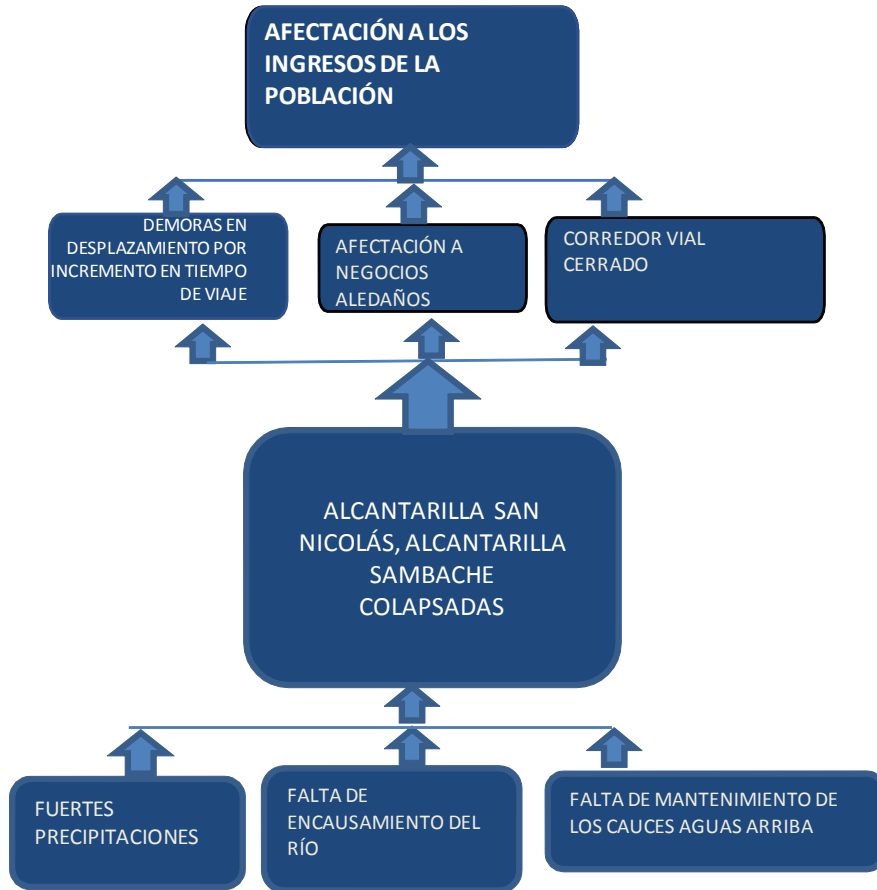 AFECTACIÓN A LOS
INGRESOS DE LA
POBLACIÓN
DEMORAS EN
DESPLAZAMIENTO POR
INCREMENTO EN TIEMPO
DE VIAJE
AFECTACIÓN A
NEGOCIOS
ALEDAÑOS
CORREDOR VIAL
CERRADO
ALCANTARILLA SAN
NICOLÁS, ALCANTARILLA
SAMBACHE
COLAPSADAS
FUERTES
PRECIPITACIONES
FALTA DE
ENCAUSAMIENTO DEL
RÍO
FALTA DE MANTENIMIENTO DE
LOS CAUCES AGUAS ARRIBA